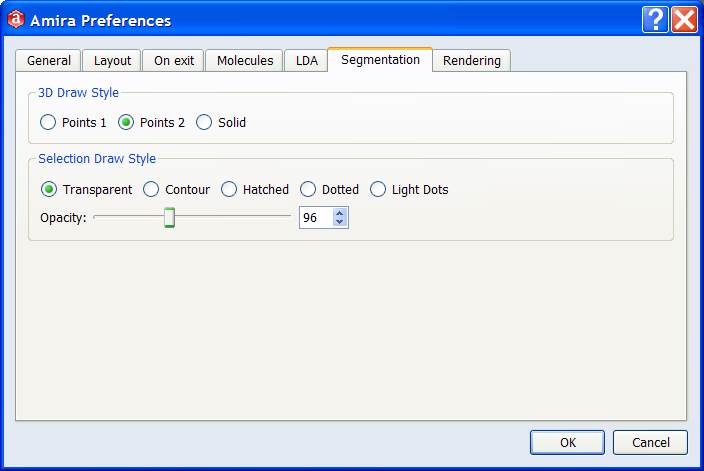 Amira Preferences
General Layout On exit Molecules LDA Segmentation Rendering
3D Draw Style
Points 1 Points 2 Solid
Selection Draw Style
Transparent Contour Hatched Dotted Light Dots
Opacity: 96
OK Cancel